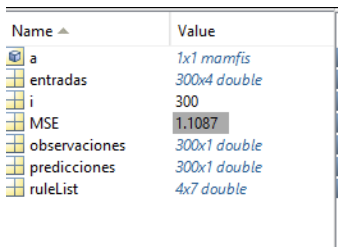 Name Value
a 1x1 mamfis
entradas 300x4 double
i 300
MSE 1.1087
observaciones 300x1 double
predicciones 300x1 double
ruleList 4x7 double